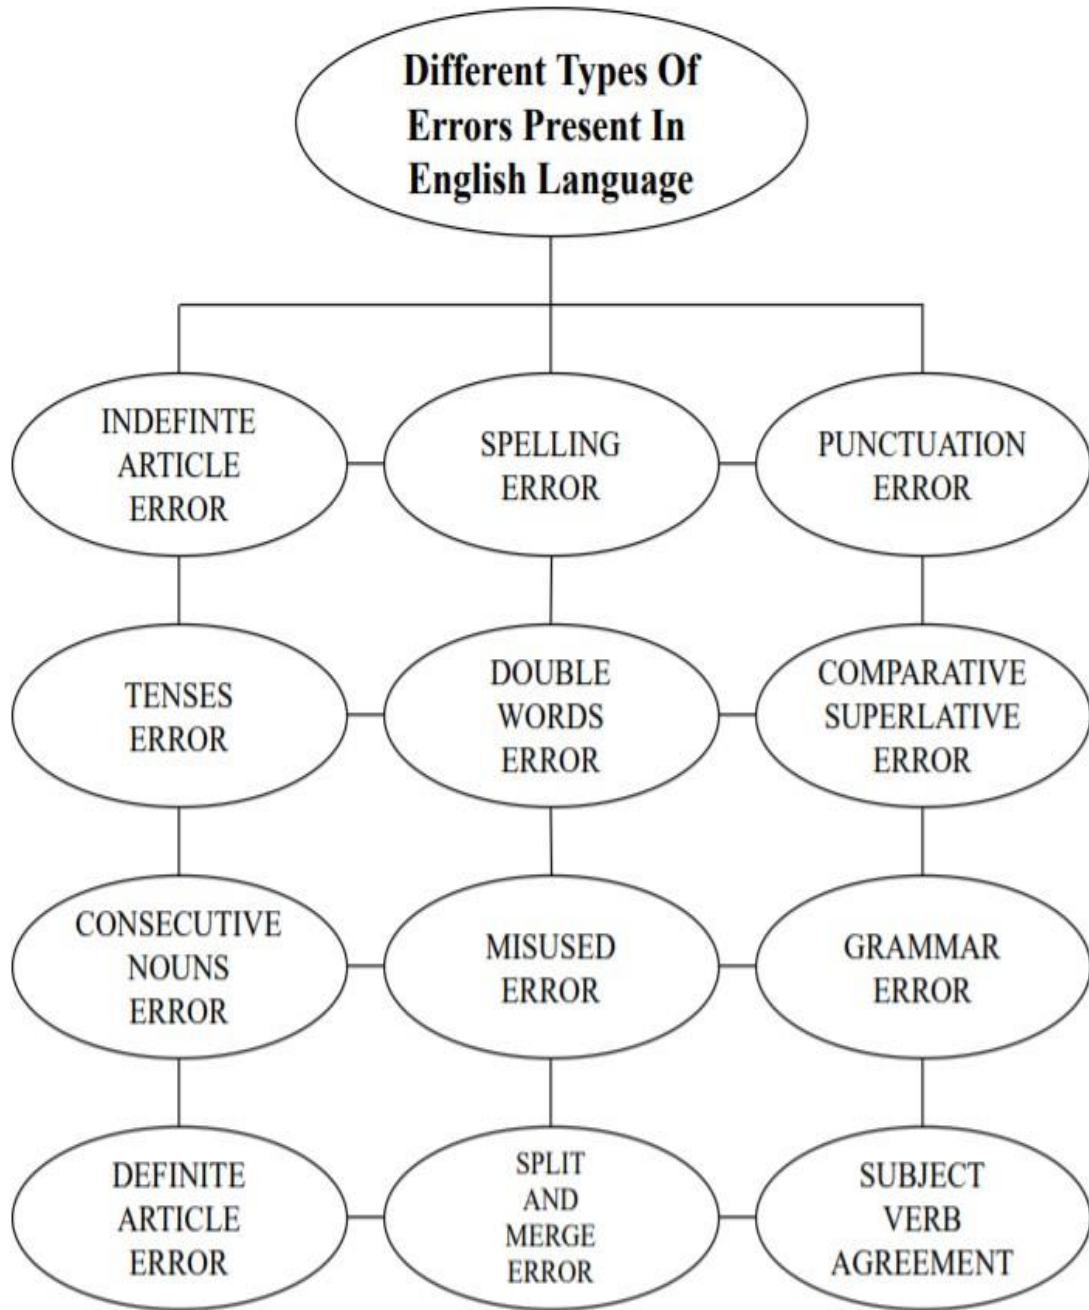 Different Types Of
Errors Present In
English Language
INDEFINTE
ARTICLE
ERROR
SPELLING
ERROR
PUNCTUATION
ERROR
TENSES
ERROR
DOUBLE
WORDS
ERROR
COMPARATIVE
SUPERLATIVE
ERROR
CONSECUTIVE
NOUNS
ERROR
MISUSED
ERROR
GRAMMAR
ERROR
DEFINITE
ARTICLE
ERROR
SPLIT
AND
MERGE
ERROR
SUBJECT
VERB
AGREEMENT